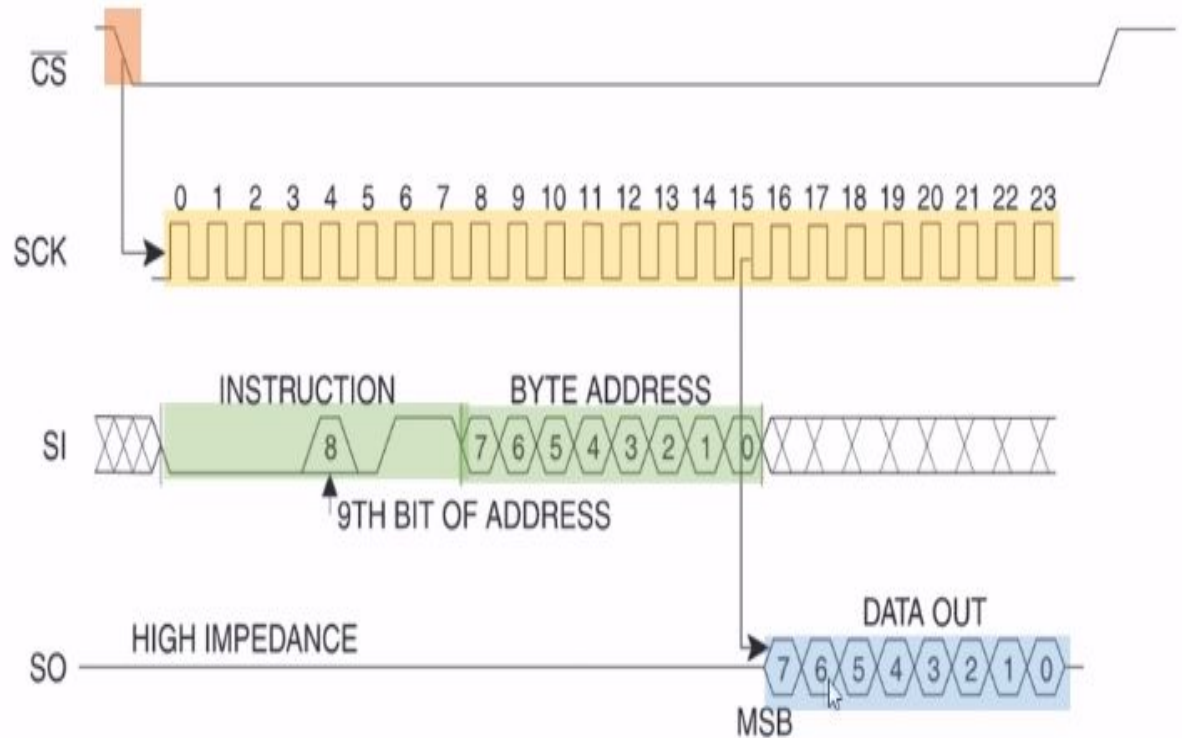 CS
0 1 2 3 4 5 6 7 8 9 10 11 12 13 14 15 16 17 18 19 20 21 22 23
SCK
INSTRUCTION BYTE ADDRESS
SI 8 7 6 5 4 3 2 1 0
9TH BIT OF ADDRESS
HIGH IMPEDANCE DATA OUT
SO 7 6 5 4 3 2 1 0
MSB